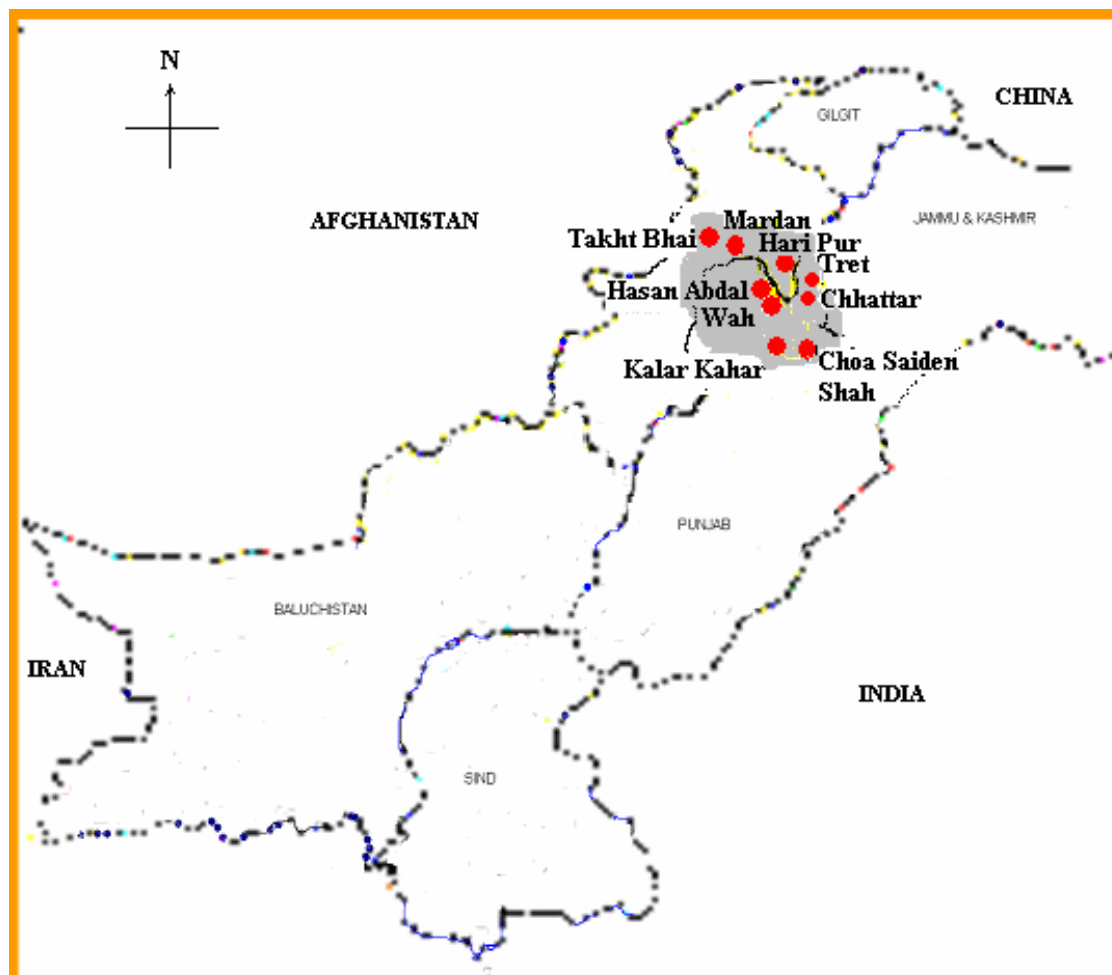 N
CHINA
GILGIT
AFGHANISTAN
JAMMU & KASHMIR
Mardan
Takht Bhai
Hari Pur
Tret
Hasan Abdal
Chhattar
Wah
Kalar Kahar
Choa Saiden
Shah
PUNJAB
BALUCHISTAN
IRAN
INDIA
SIND